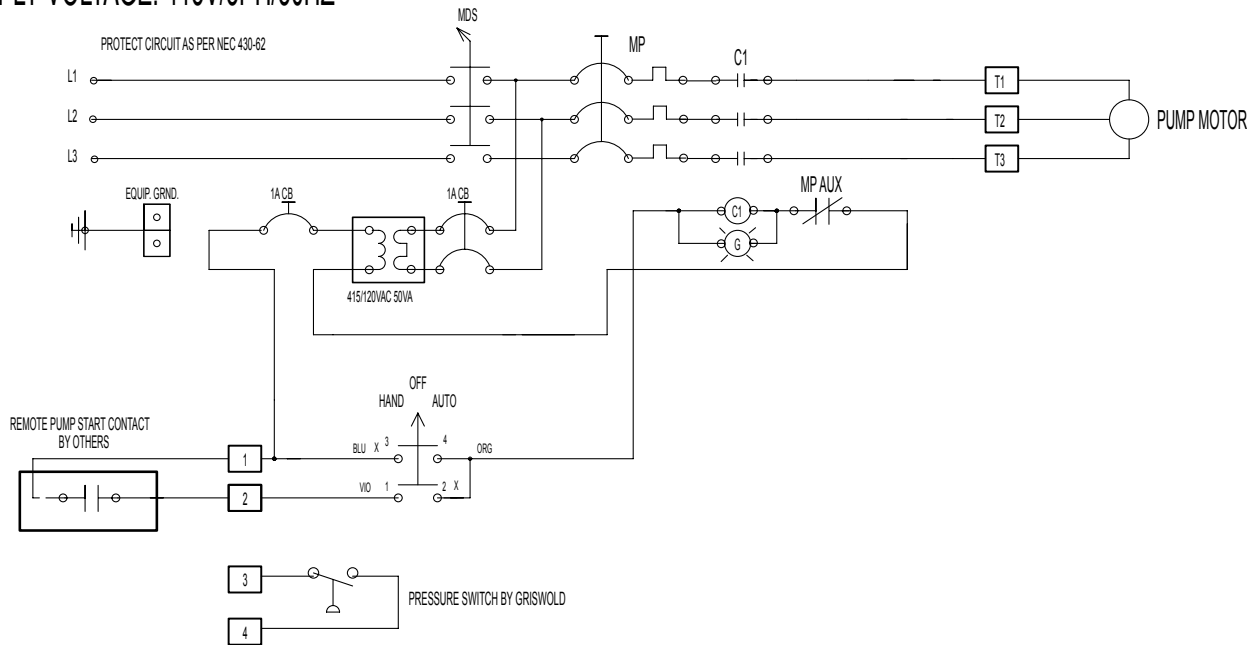 MDS
PROTECT CIRCUIT AS PER NEC 430-62
MP
C1
L1
T1
L2
T2
PUMP MOTOR
L3
T3
EQUIP. GRND.
1A CB
1A CB
MP AUX
C1
G
415/120VAC 50VA
OFF
HAND AUTO
REMOTE PUMP START CONTACT
BY OTHERS
BLU X 3 4 ORG
1
VIO 1 2 X
2
3
PRESSURE SWITCH BY GRISWOLD
4